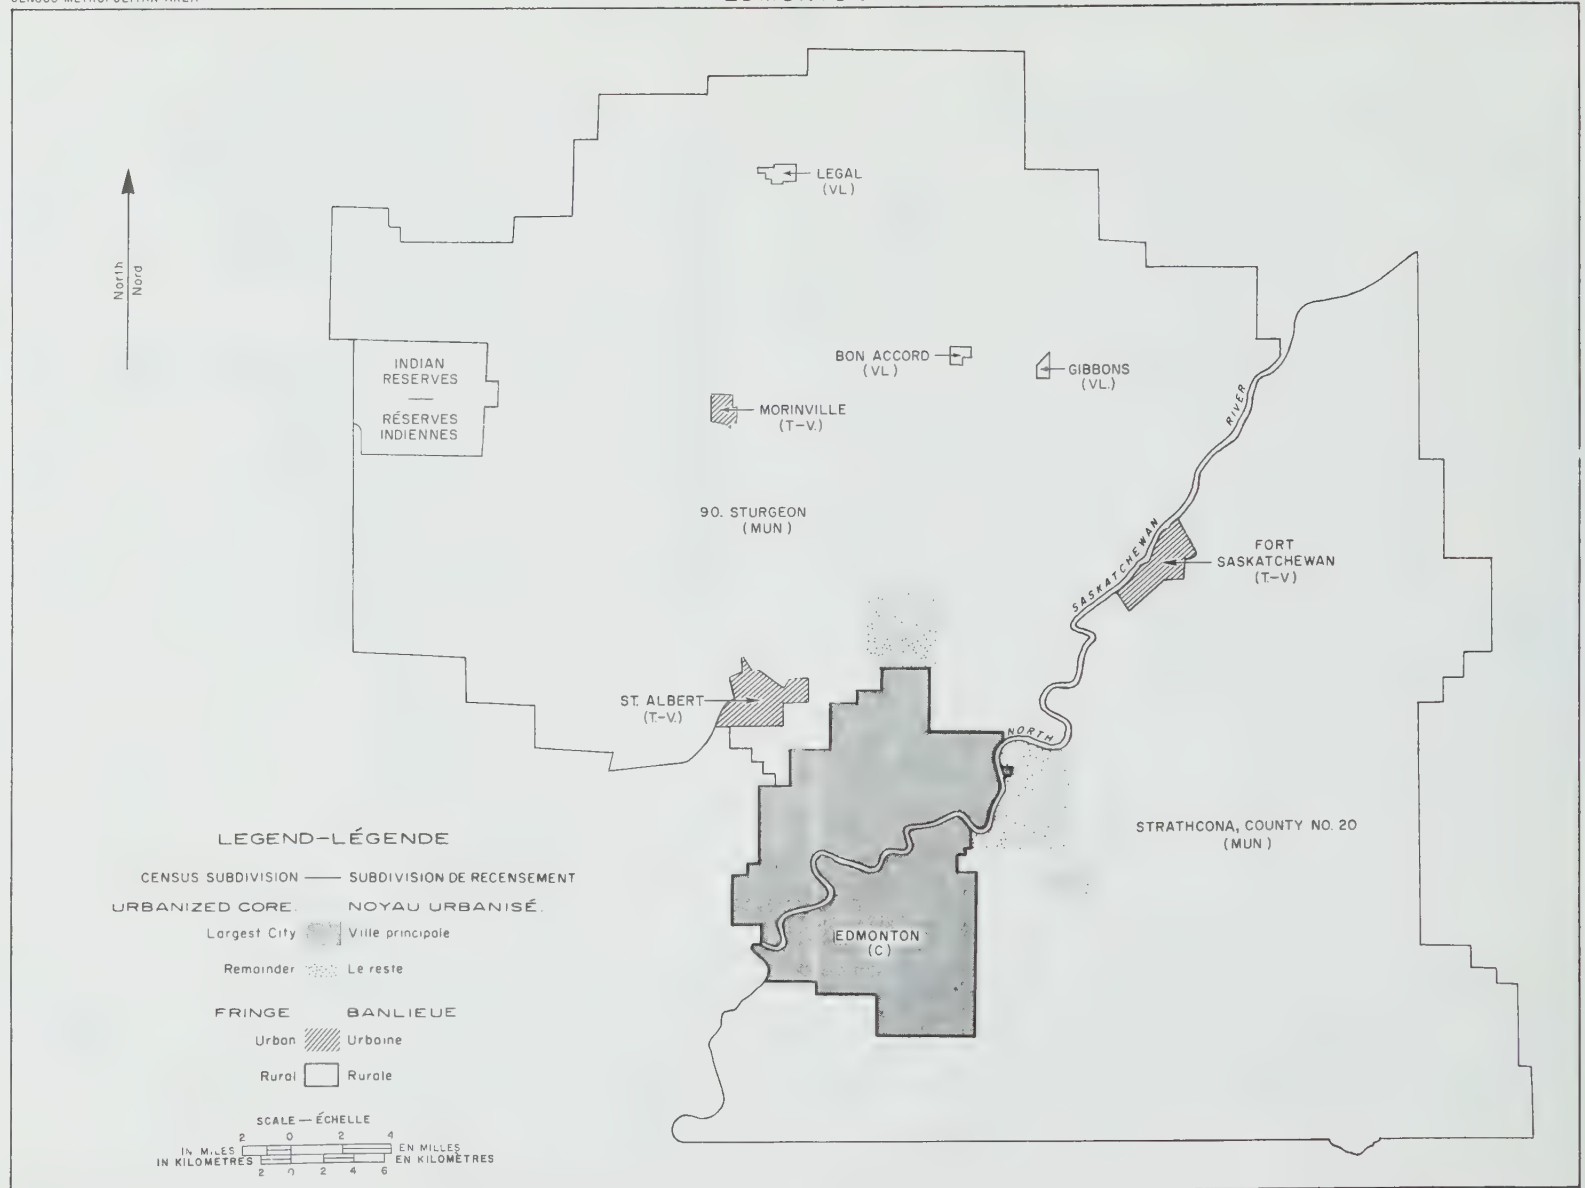 CENSUS METROPOLITAN AREA
North
Nord
LEGAL
(VL.)
INDIAN
RESERVES
—
RÉSERVES
INDIENNES
BON ACCORD
(VL.)
GIBBONS
(VL.)
MORINVILLE
(T-V.)
RIVER
90. STURGEON
(MUN.)
SASKATCHEWAN
FORT
SASKATCHEWAN
(T-V)
ST. ALBERT
(T-V.)
NORTH
STRATHCONA, COUNTY NO. 20
(MUN.)
EDMONTON
(C)
LEGEND-LÉGENDE
CENSUS SUBDIVISION — SUBDIVISION DE RECENSEMENT
URBANIZED CORE. NOYAU URBANISÉ.
Largest City Ville principale
Remainder Le reste
FRINGE BANLIEUE
Urban Urbaine
Rural Rurale
SCALE — ÉCHELLE
2 0 2 4
IN MILES EN MILLES
IN KILOMETRES EN KILOMÈTRES
2 0 2 4 6